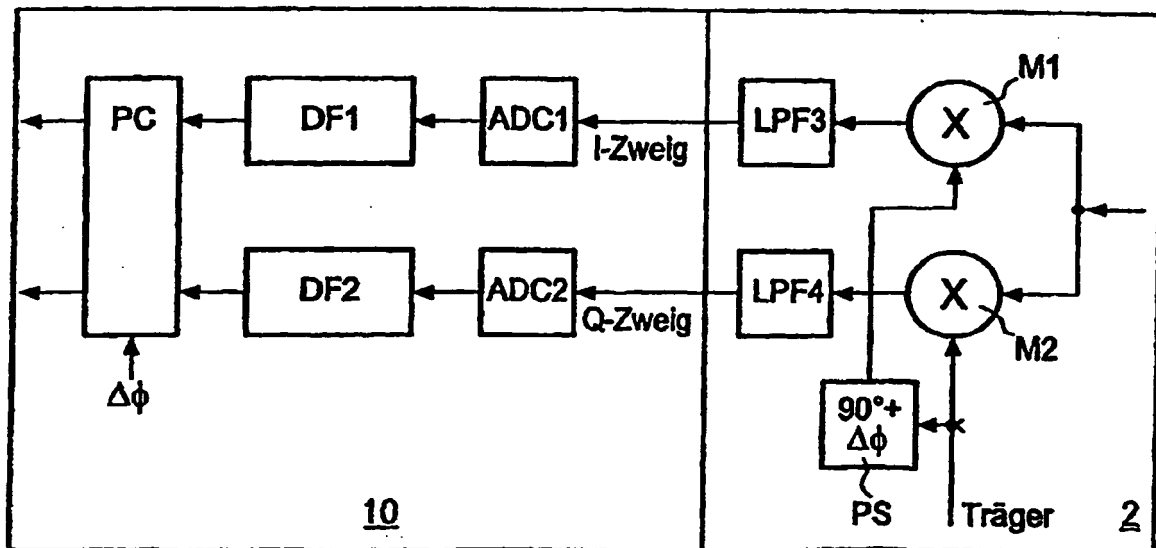 M1
PC
DF1
ADC1
LPF3
X
I-Zweig
DF2
ADC2
LPF4
X
Q-Zweig
M2
Δϕ
90°+
Δϕ
10
PS
Träger
2